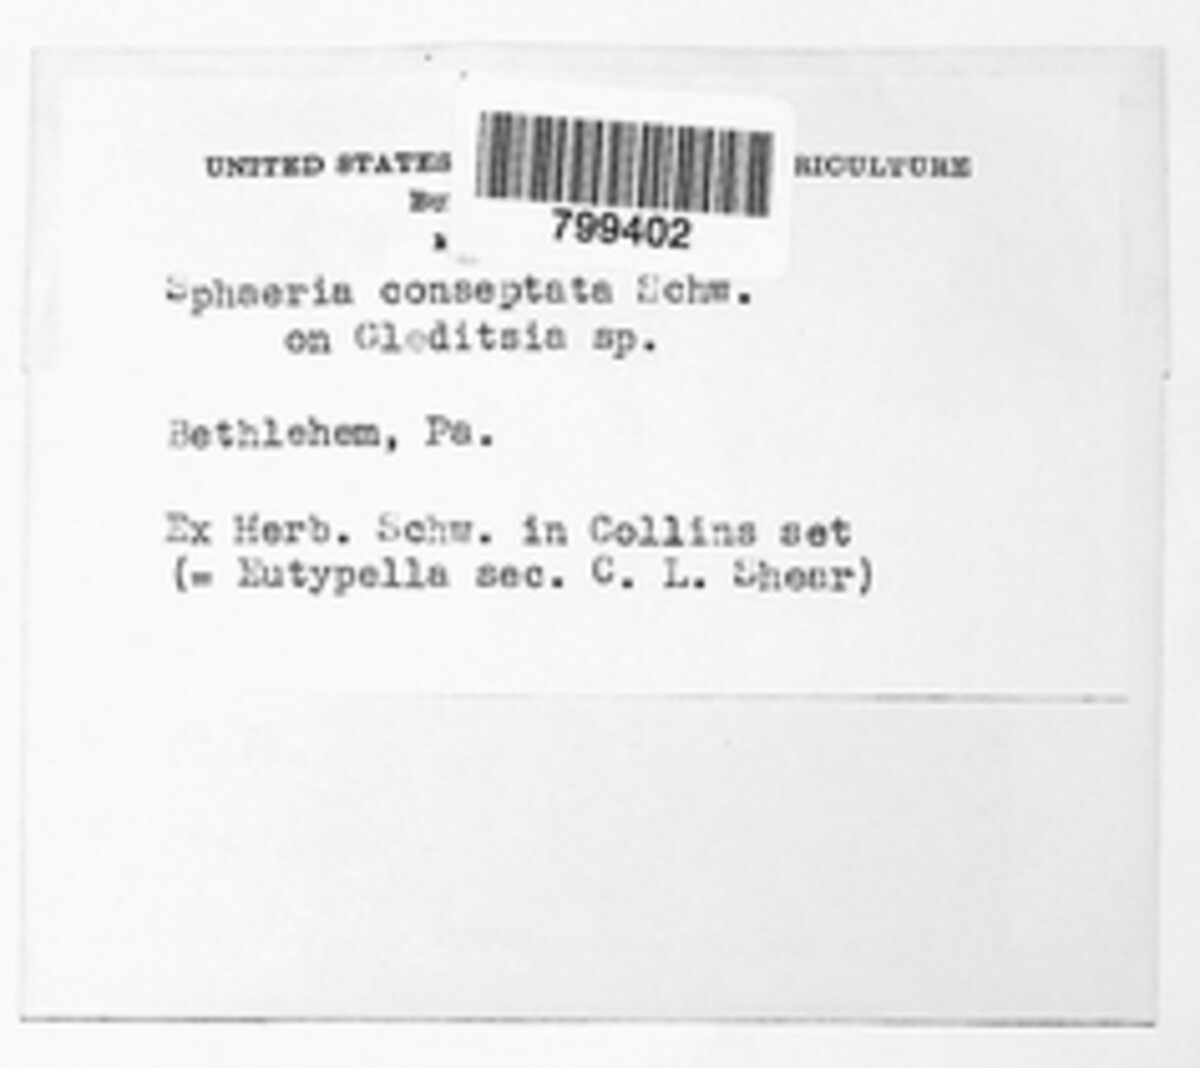 UNITED STATES RICULTURE
799402
Sphaeria conseptata Schw.
on Gleditsia sp.
Bethlehem, Pa.
Ex Herb. Schw. in Collins set
(= Eutypella sec. C. L. Shear)